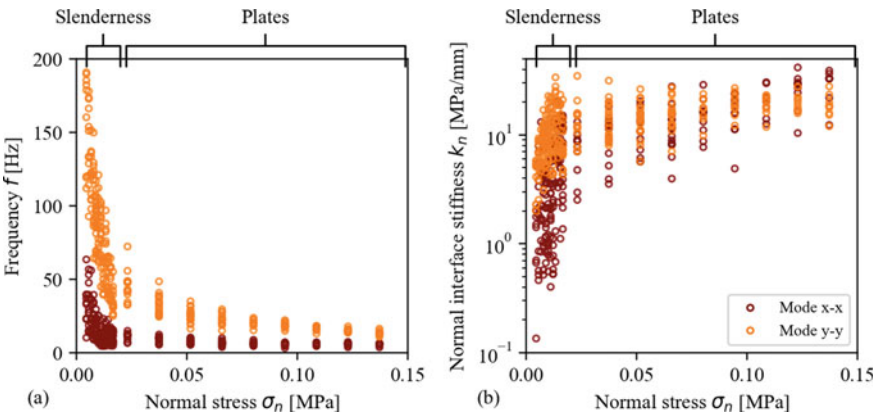 Slenderness Plates
200
150
100
50
0
Frequency f [Hz]
0.00 0.05 0.10 0.15
(a) Normal stress σn [MPa]
Slenderness Plates
10^1
10^0
10^−1
Normal interface stiffness kn [MPa/mm]
Mode x-x
Mode y-y
0.00 0.05 0.10 0.15
(b) Normal stress σn [MPa]